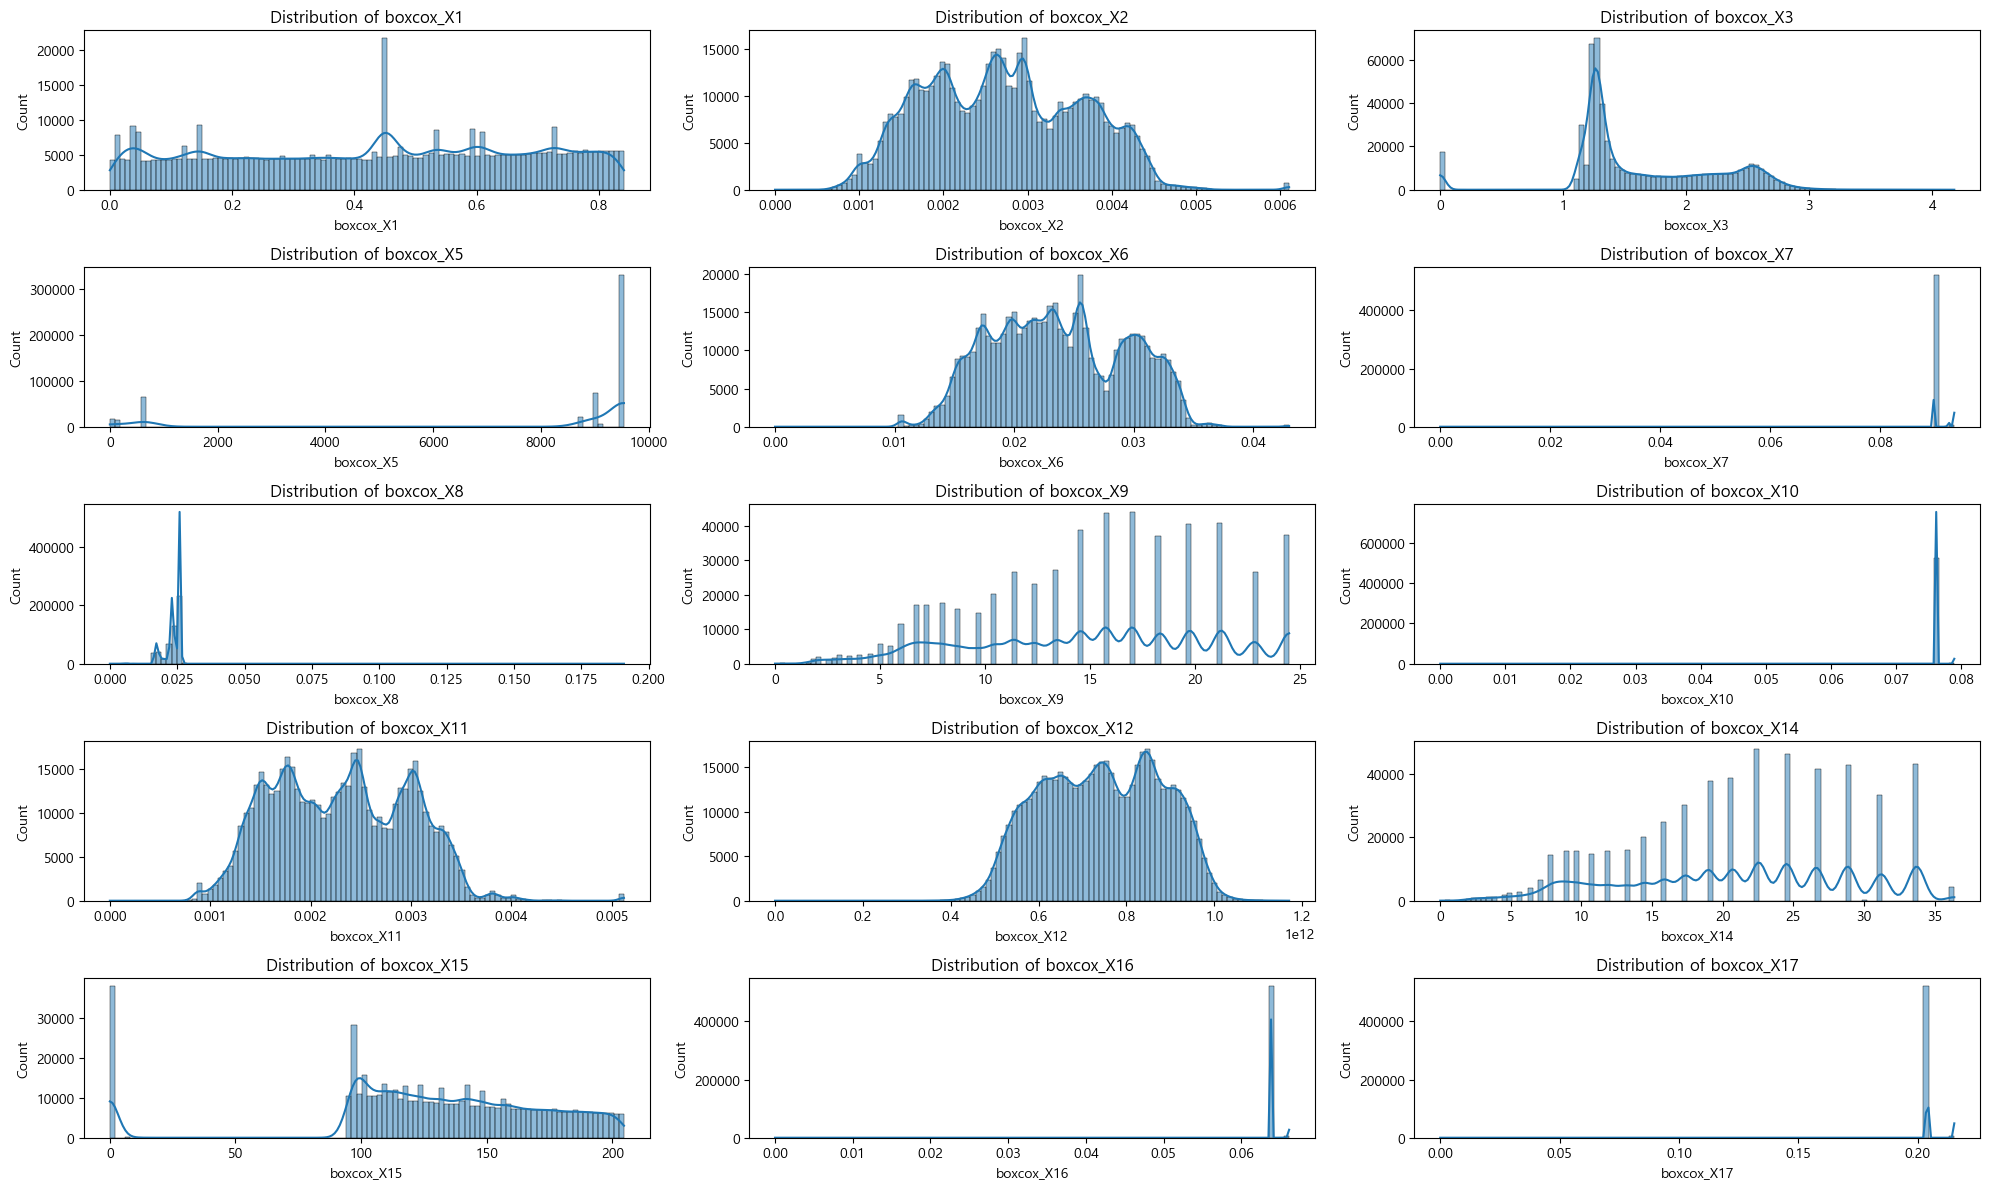 Distribution of boxcox_X1
Count
20000
15000
10000
5000
0
0.0 0.2 0.4 0.6 0.8
boxcox_X1
Distribution of boxcox_X2
Count
15000
10000
5000
0
0.000 0.001 0.002 0.003 0.004 0.005 0.006
boxcox_X2
Distribution of boxcox_X3
Count
60000
40000
20000
0
0 1 2 3 4
boxcox_X3
Distribution of boxcox_X5
Count
300000
200000
100000
0
0 2000 4000 6000 8000 10000
boxcox_X5
Distribution of boxcox_X6
Count
20000
15000
10000
5000
0
0.00 0.01 0.02 0.03 0.04
boxcox_X6
Distribution of boxcox_X7
Count
400000
200000
0
0.00 0.02 0.04 0.06 0.08
boxcox_X7
Distribution of boxcox_X8
Count
400000
200000
0
0.000 0.025 0.050 0.075 0.100 0.125 0.150 0.175 0.200
boxcox_X8
Distribution of boxcox_X9
Count
40000
30000
20000
10000
0
0 5 10 15 20 25
boxcox_X9
Distribution of boxcox_X10
Count
600000
400000
200000
0
0.00 0.01 0.02 0.03 0.04 0.05 0.06 0.07 0.08
boxcox_X10
Distribution of boxcox_X11
Count
15000
10000
5000
0
0.000 0.001 0.002 0.003 0.004 0.005
boxcox_X11
Distribution of boxcox_X12
Count
15000
10000
5000
0
0.0 0.2 0.4 0.6 0.8 1.0 1.2
1e12
boxcox_X12
Distribution of boxcox_X14
Count
40000
20000
0
0 5 10 15 20 25 30 35
boxcox_X14
Distribution of boxcox_X15
Count
30000
20000
10000
0
0 50 100 150 200
boxcox_X15
Distribution of boxcox_X16
Count
400000
200000
0
0.00 0.01 0.02 0.03 0.04 0.05 0.06
boxcox_X16
Distribution of boxcox_X17
Count
400000
200000
0
0.00 0.05 0.10 0.15 0.20
boxcox_X17